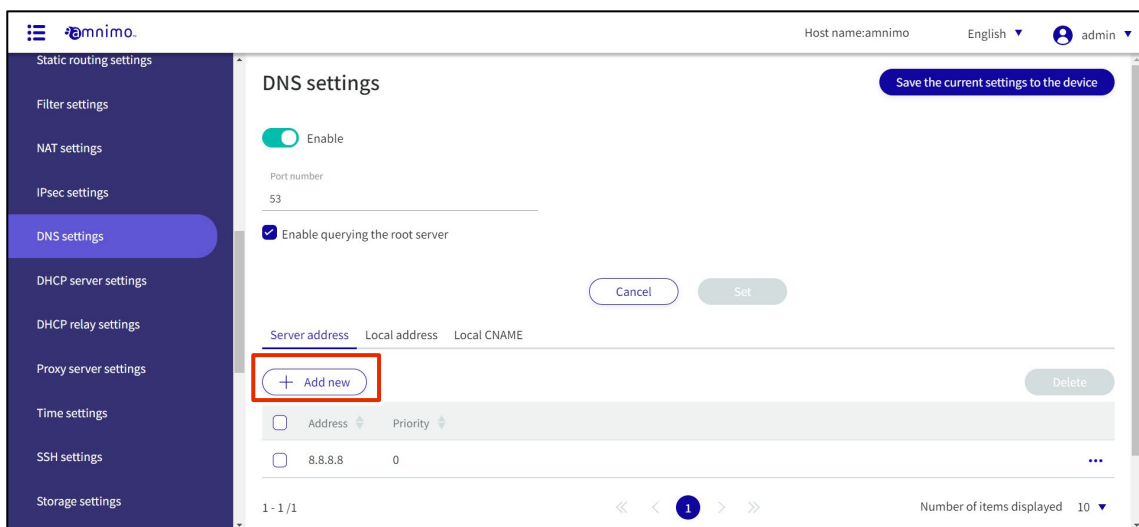 amnimo
Host name:amnimo
English
admin
Static routing settings
Filter settings
NAT settings
IPsec settings
DNS settings
DHCP server settings
DHCP relay settings
Proxy server settings
Time settings
SSH settings
Storage settings
DNS settings
Save the current settings to the device
Enable
Port number
53
Enable querying the root server
Cancel
Set
Server address Local address Local CNAME
+ Add new
Delete
Address Priority
8.8.8.8 0
1 - 1 /1
1
Number of items displayed 10